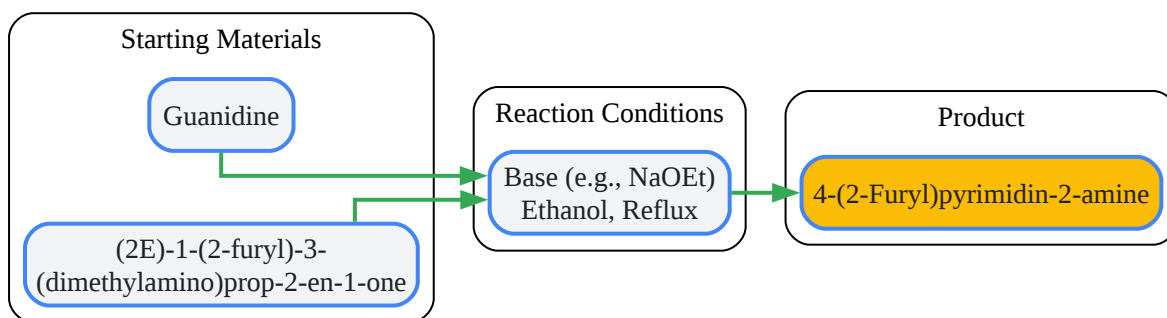 Starting Materials
Guanidine
(2E)-1-(2-furyl)-3-
(dimethylamino)prop-2-en-1-one
Reaction Conditions
Base (e.g., NaOEt)
Ethanol, Reflux
Product
4-(2-Furyl)pyrimidin-2-amine